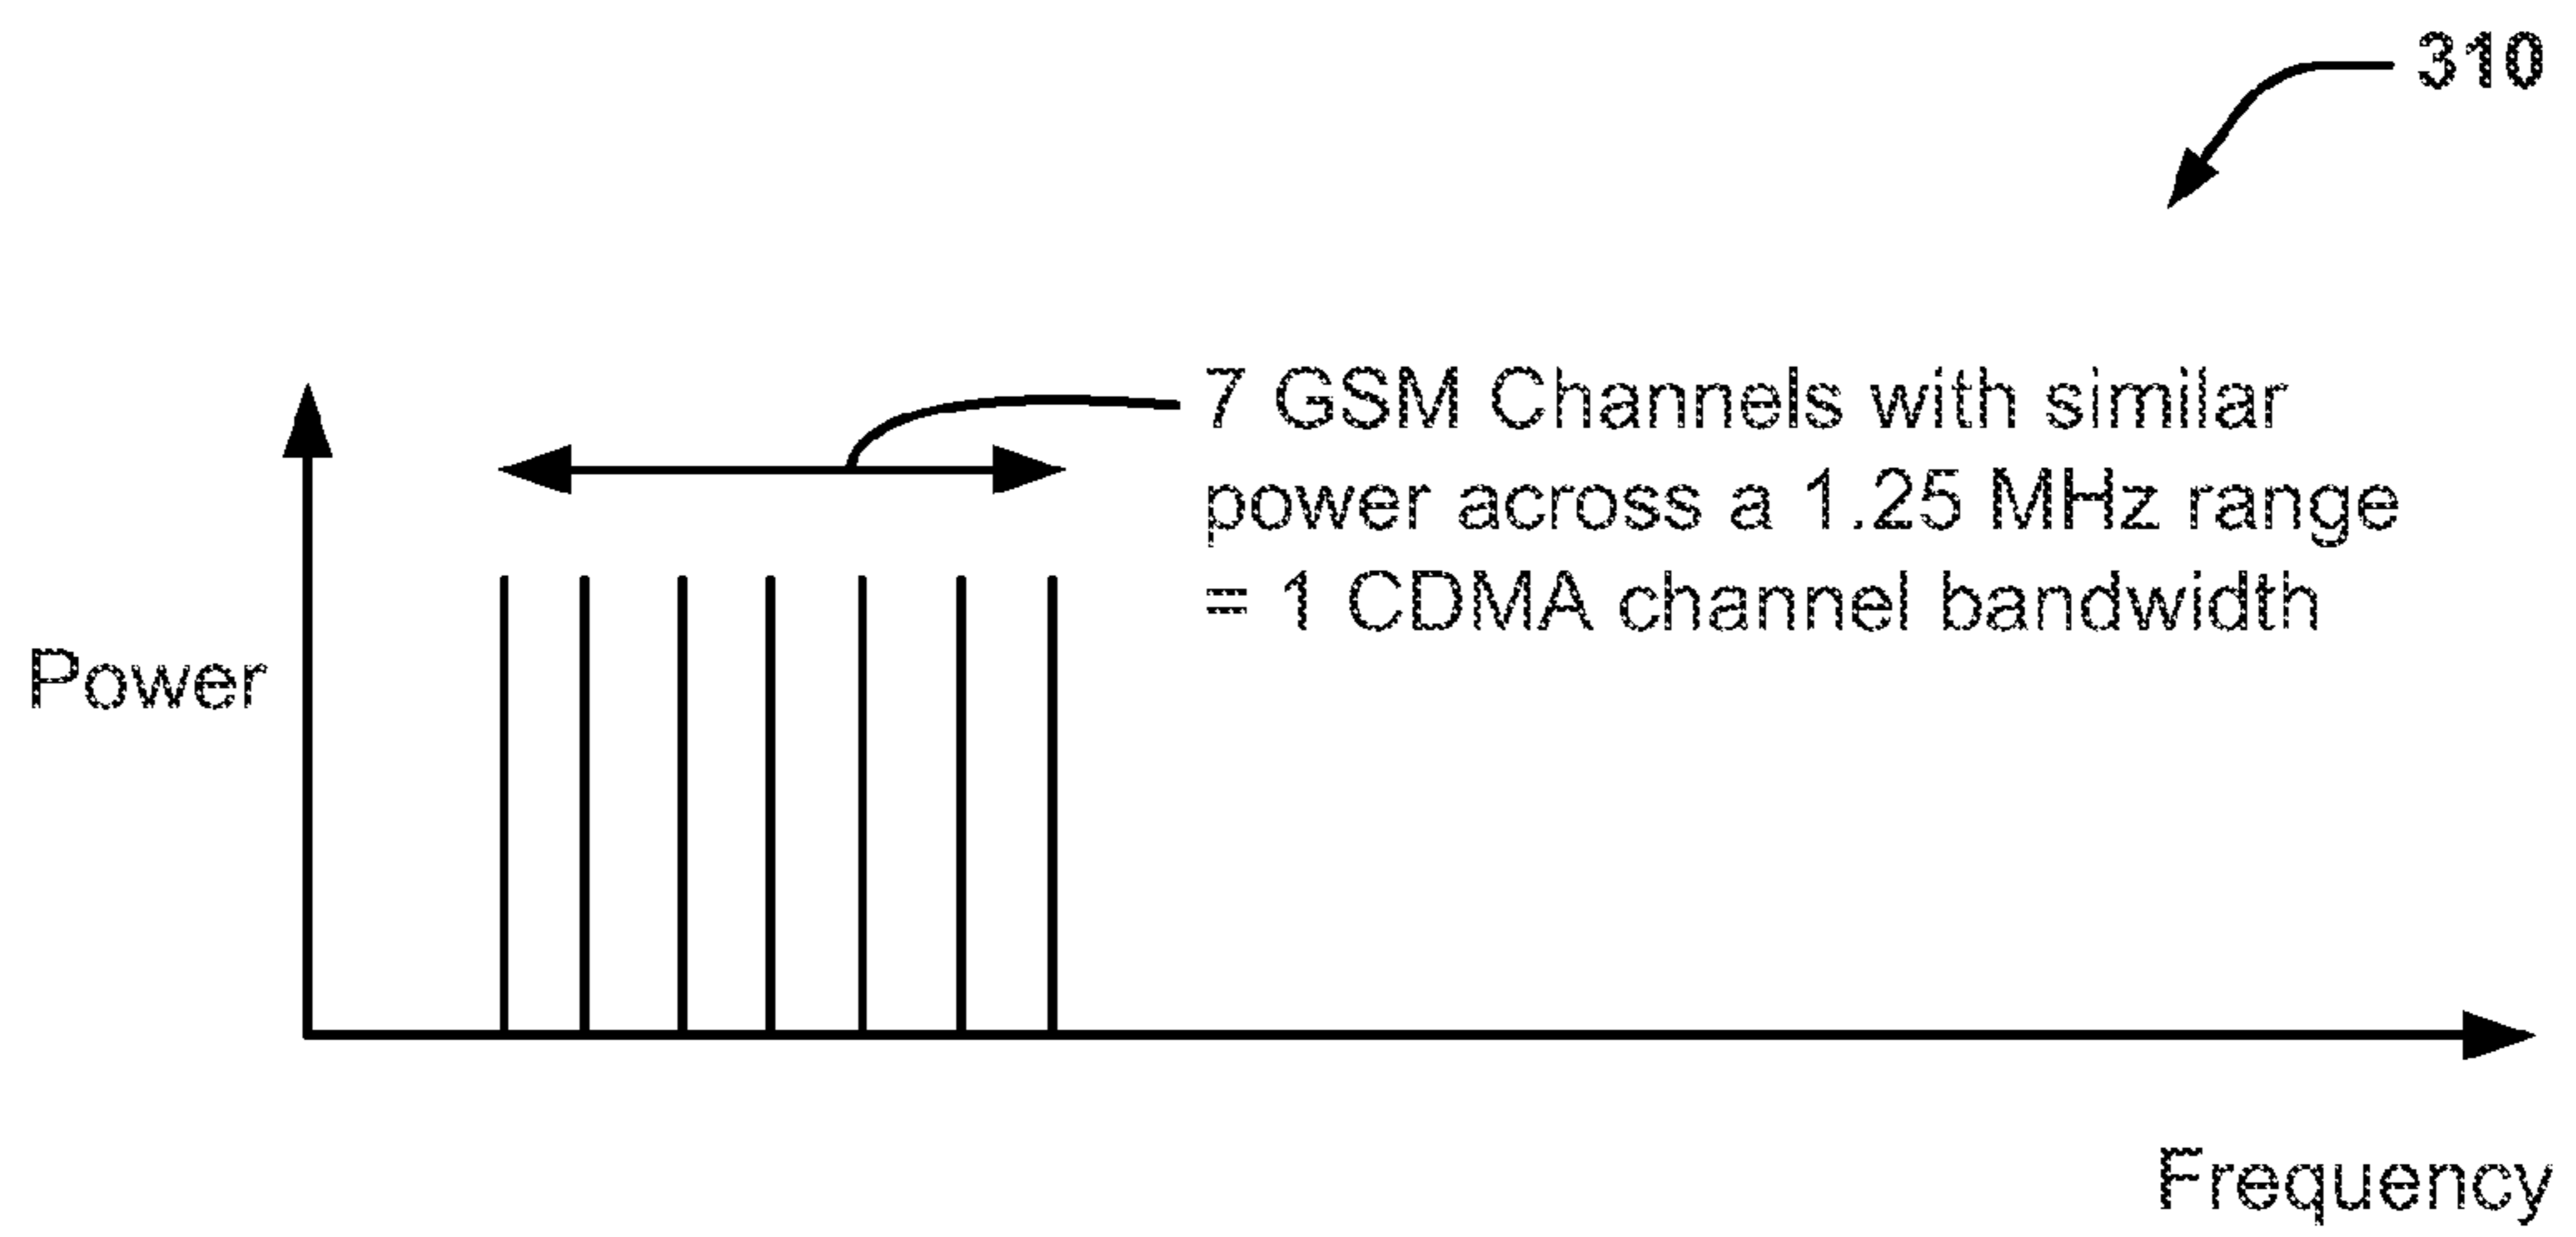 310
7 GSM Channels with similar
power across a 1.25 MHz range
= 1 CDMA channel bandwidth
Power
Frequency